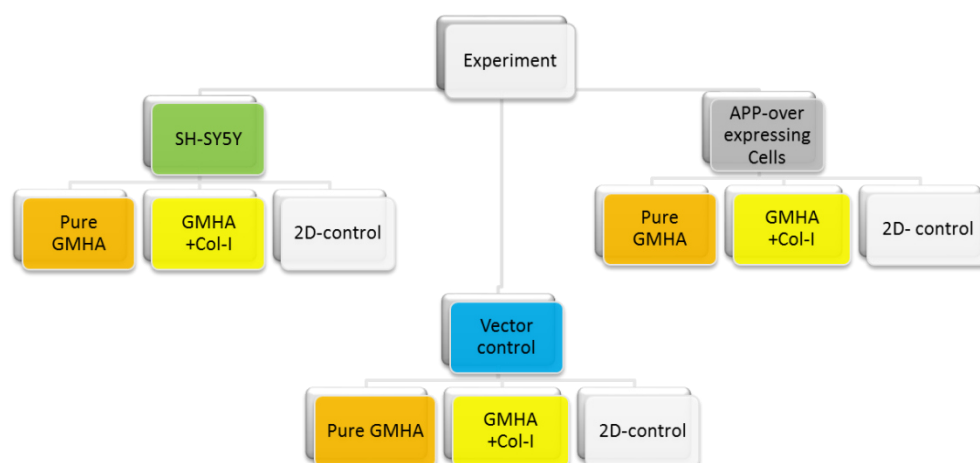 Experiment
SH-SY5Y
APP-over
expressing
Cells
Pure
GMHA
GMHA
+Col-I
2D-control
Pure
GMHA
GMHA
+Col-I
2D- control
Vector
control
Pure GMHA
GMHA
+Col-I
2D-control